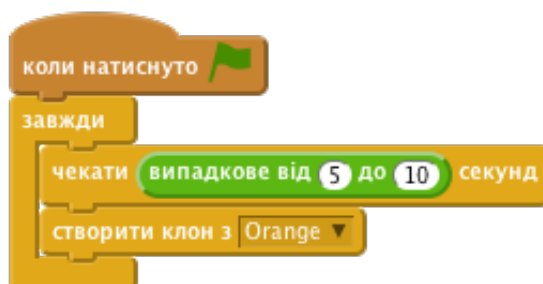 коли натиснуто
завжди
чекати випадкове від 5 до 10 секунд
створити клон з Orange